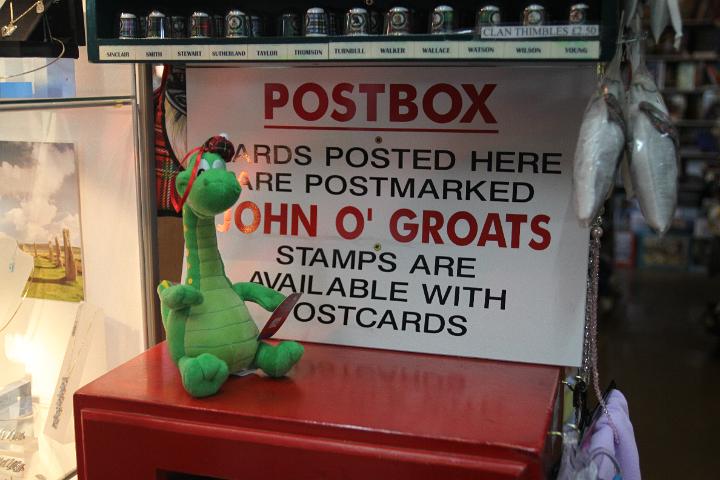 CLAN THIMBLES £2.50
SINCLAIR SMITH STEWART SUTHERLAND TAYLOR THOMSON TURNBULL WALKER WALLACE WATSON WILSON YOUNG
POSTBOX
ARDS POSTED HERE
ARE POSTMARKED
JOHN O' GROATS
STAMPS ARE
AVAILABLE WITH
OSTCARDS